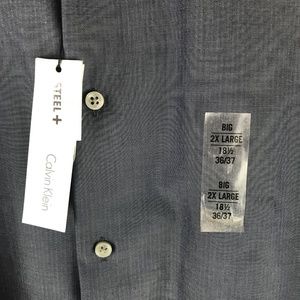 STEEL +
Calvin Klein
BIG
2X LARGE
18½
36/37
BIG
2X LARGE
18½
36/37